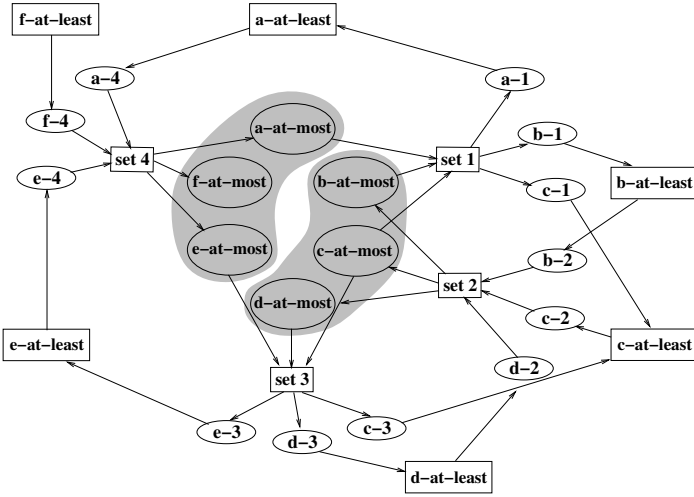 f−at−least
a−at−least
a−4
a−1
f−4
b−1
a−at−most
set 4
set 1
e−4
f−at−most
b−at−most
c−1
b−at−least
e−at−most
c−at−most
b−2
set 2
d−at−most
c−2
e−at−least
c−at−least
set 3
d−2
e−3
c−3
d−3
d−at−least